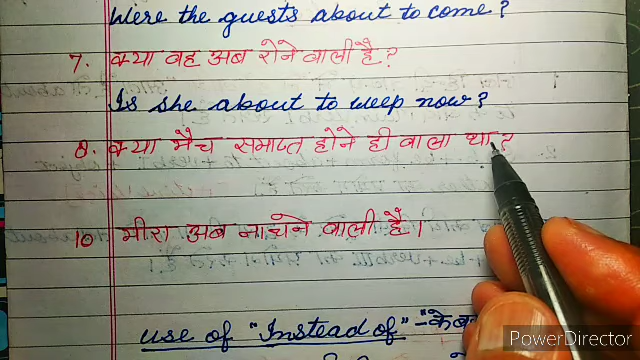 Were the guests about to come?
7. क्या वह अब रोने वाली है?
Is she about to weep now?
8. क्या मैच समाप्त होने ही वाला था?
10 मीरा अब नाचने वाली है।
use of "Instead of" - के
PowerDirector